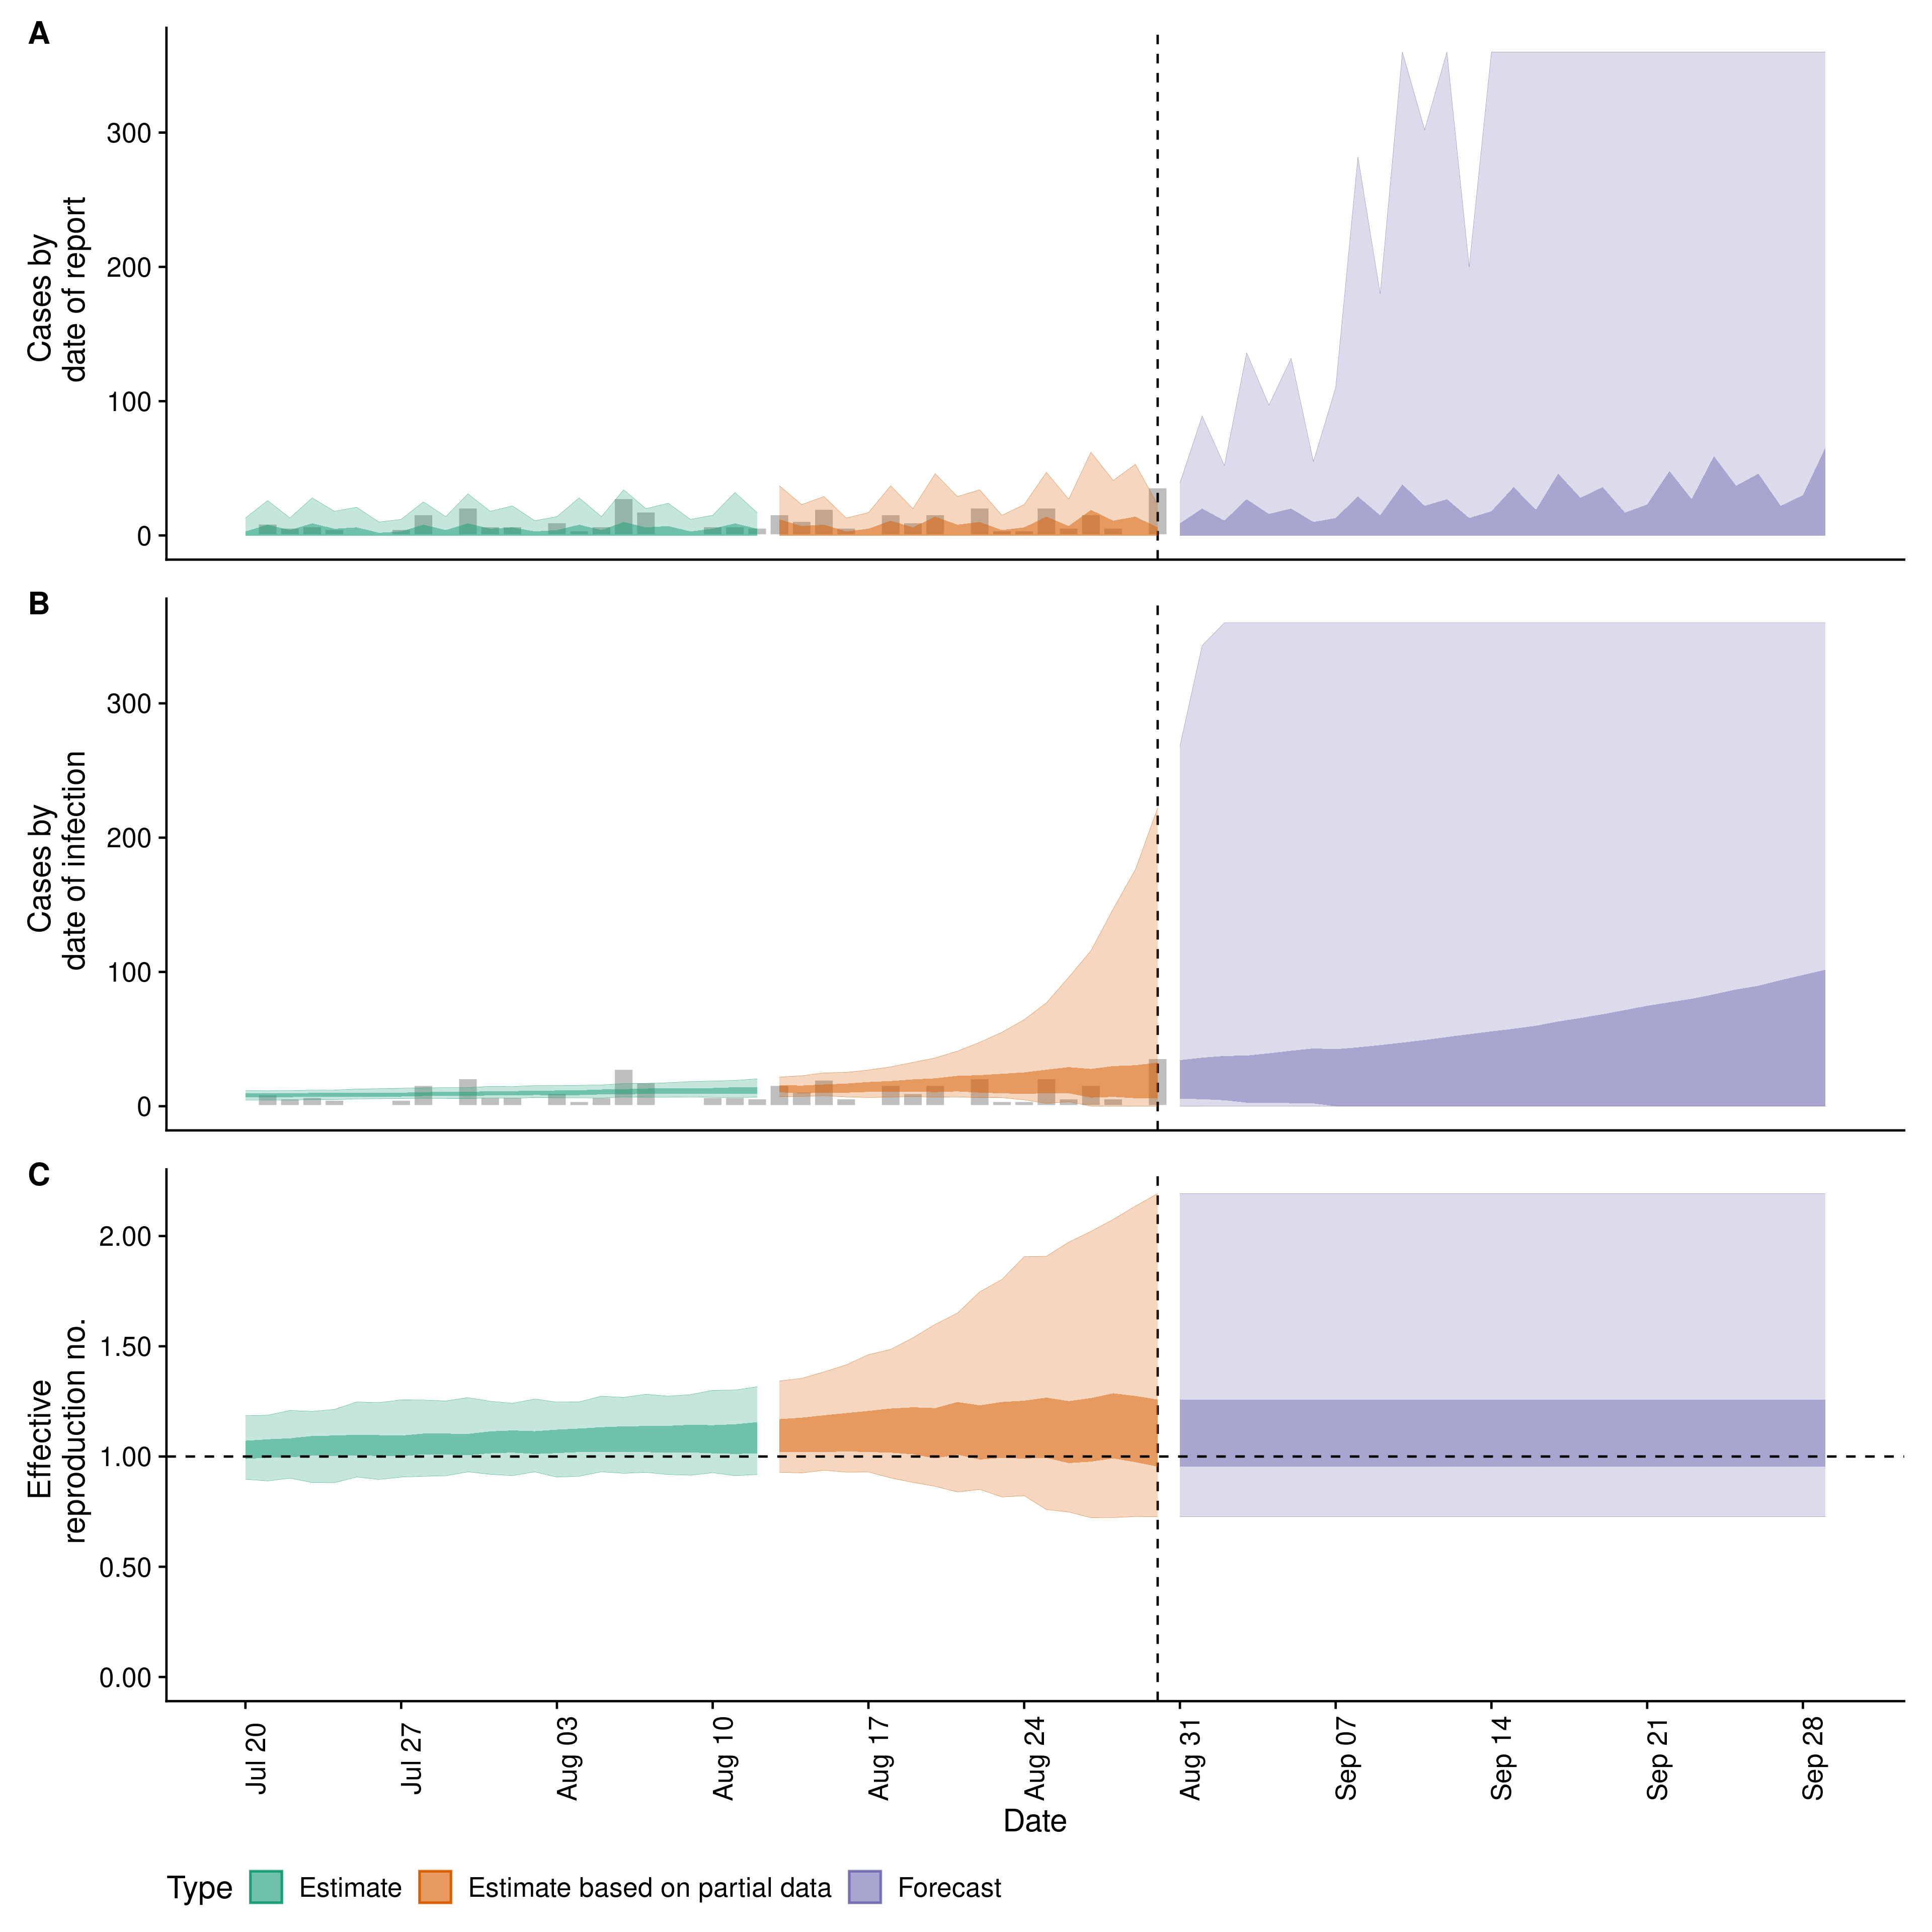 A
Cases by
date of report
300
200
100
0
B
Cases by
date of infection
300
200
100
0
C
Effective
reproduction no.
2.00
1.50
1.00
0.50
0.00
Jul 20
Jul 27
Aug 03
Aug 10
Aug 17
Aug 24
Aug 31
Sep 07
Sep 14
Sep 21
Sep 28
Date
Type Estimate Estimate based on partial data Forecast